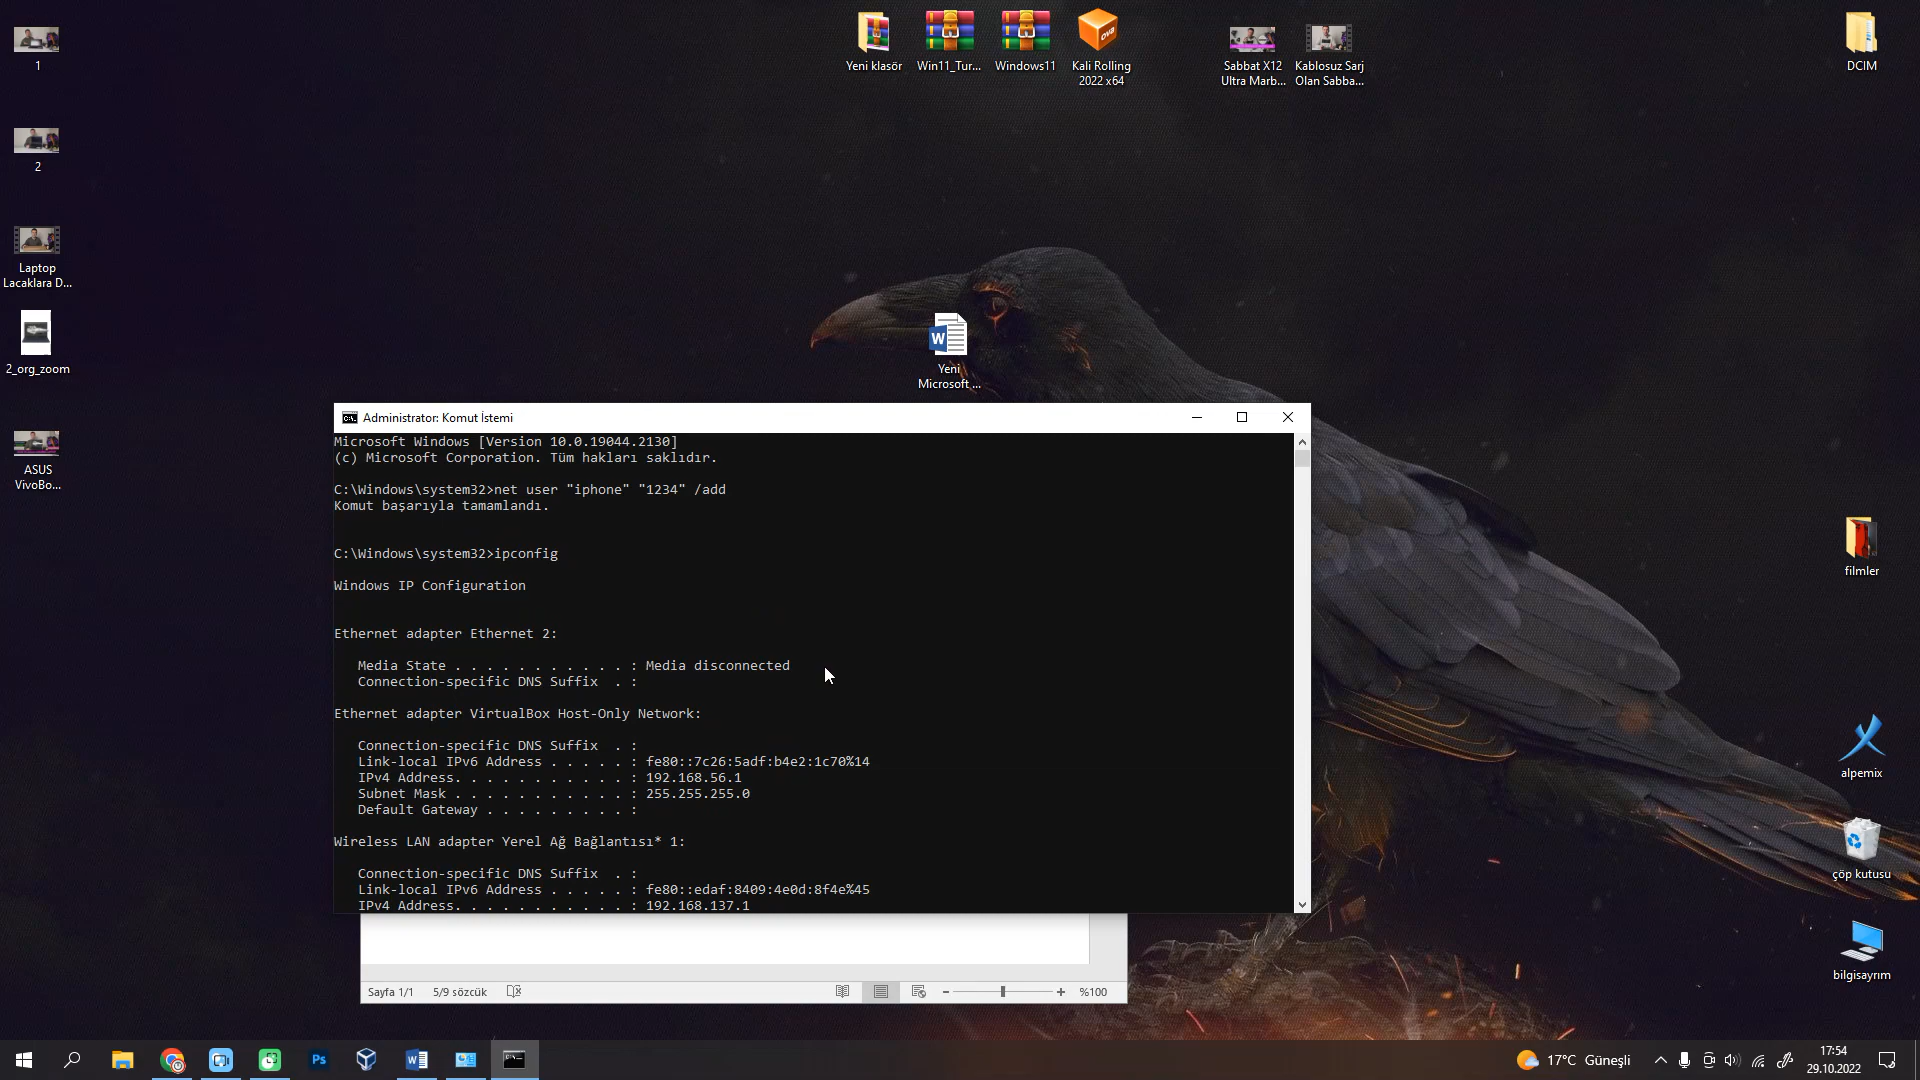 1
2
Laptop
Lacaklara D...
2_org_zoom
ASUS
VivoBo...
Yeni klasör
Win11_Tur...
Windows11
Kali Rolling
2022 x64
Sabbat X12
Ultra Marb...
Kablosuz Sarj
Olan Sabba...
DCIM
Yeni
Microsoft ...
filmler
alpemix
çöp kutusu
bilgisayrım
Administrator: Komut İstemi
Microsoft Windows [Version 10.0.19044.2130]
(c) Microsoft Corporation. Tüm hakları saklıdır.
C:\Windows\system32>net user "iphone" "1234" /add
Komut başarıyla tamamlandı.
C:\Windows\system32>ipconfig
Windows IP Configuration
Ethernet adapter Ethernet 2:
Media State . . . . . . . . . . . : Media disconnected
Connection-specific DNS Suffix  . :
Ethernet adapter VirtualBox Host-Only Network:
Connection-specific DNS Suffix  . :
Link-local IPv6 Address . . . . . : fe80::7c26:5adf:b4e2:1c70%14
IPv4 Address. . . . . . . . . . . : 192.168.56.1
Subnet Mask . . . . . . . . . . . : 255.255.255.0
Default Gateway . . . . . . . . . :
Wireless LAN adapter Yerel Ağ Bağlantısı* 1:
Connection-specific DNS Suffix  . :
Link-local IPv6 Address . . . . . : fe80::edaf:8409:4e0d:8f4e%45
IPv4 Address. . . . . . . . . . . : 192.168.137.1
Sayfa 1/1
5/9 sözcük
%100
17°C Güneşli
17:54
29.10.2022